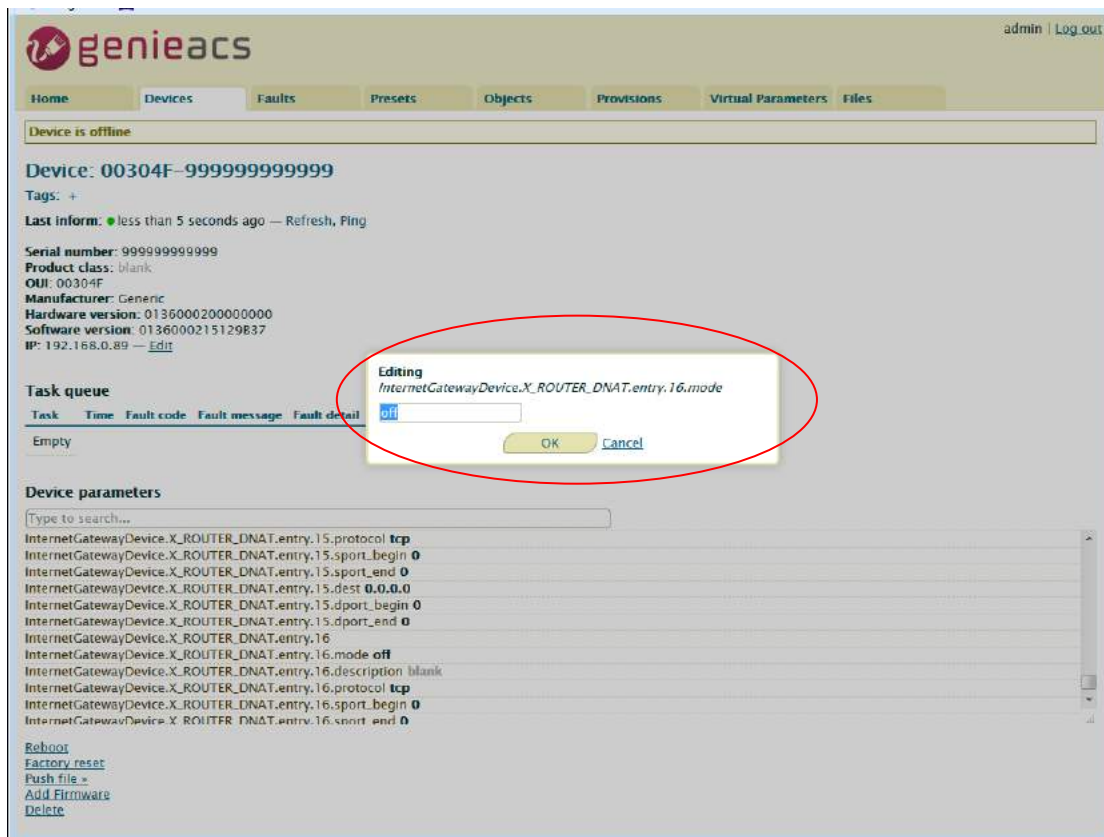 genieacs
admin | Log out
Home Devices Faults Presets Objects Provisions Virtual Parameters Files
Device is offline
Device: 00304F-999999999999
Tags: +
Last inform: less than 5 seconds ago — Refresh, Ping
Serial number: 999999999999
Product class: blank
OUI: 00304F
Manufacturer: Generic
Hardware version: 0136000200000000
Software version: 0136000215129B37
IP: 192.168.0.89 — Edit
Task queue
Task Time Fault code Fault message Fault detail
Empty
Editing
InternetGatewayDevice.X_ROUTER_DNAT.entry.16.mode
off
OK Cancel
Device parameters
Type to search...
InternetGatewayDevice.X_ROUTER_DNAT.entry.15.protocol tcp
InternetGatewayDevice.X_ROUTER_DNAT.entry.15.sport_begin 0
InternetGatewayDevice.X_ROUTER_DNAT.entry.15.sport_end 0
InternetGatewayDevice.X_ROUTER_DNAT.entry.15.dest 0.0.0.0
InternetGatewayDevice.X_ROUTER_DNAT.entry.15.dport_begin 0
InternetGatewayDevice.X_ROUTER_DNAT.entry.15.dport_end 0
InternetGatewayDevice.X_ROUTER_DNAT.entry.16
InternetGatewayDevice.X_ROUTER_DNAT.entry.16.mode off
InternetGatewayDevice.X_ROUTER_DNAT.entry.16.description blank
InternetGatewayDevice.X_ROUTER_DNAT.entry.16.protocol tcp
InternetGatewayDevice.X_ROUTER_DNAT.entry.16.sport_begin 0
InternetGatewayDevice.X_ROUTER_DNAT.entry.16.sport_end 0
Reboot
Factory reset
Push file »
Add Firmware
Delete